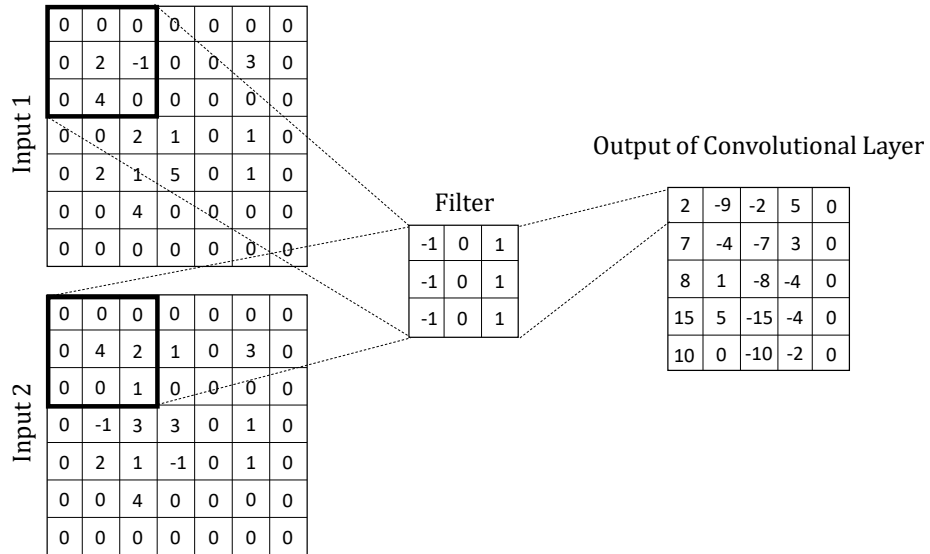 Input 1
0 0 0 0 0 0 0
0 2 -1 0 0 3 0
0 4 0 0 0 0 0
0 0 2 1 0 1 0
0 2 1 5 0 1 0
0 0 4 0 0 0 0
0 0 0 0 0 0 0
Input 2
0 0 0 0 0 0 0
0 4 2 1 0 3 0
0 0 1 0 0 0 0
0 -1 3 3 0 1 0
0 2 1 -1 0 1 0
0 0 4 0 0 0 0
0 0 0 0 0 0 0
Filter
-1 0 1
-1 0 1
-1 0 1
Output of Convolutional Layer
2 -9 -2 5 0
7 -4 -7 3 0
8 1 -8 -4 0
15 5 -15 -4 0
10 0 -10 -2 0